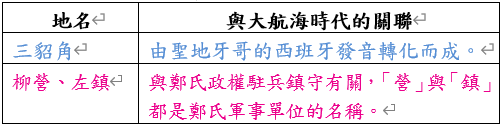 地名 與大航海時代的關聯
三貂角 由聖地牙哥的西班牙發音轉化而成。
柳營、左鎮 與鄭氏政權駐兵鎮守有關，「營」與「鎮」
都是鄭氏軍事單位的名稱。